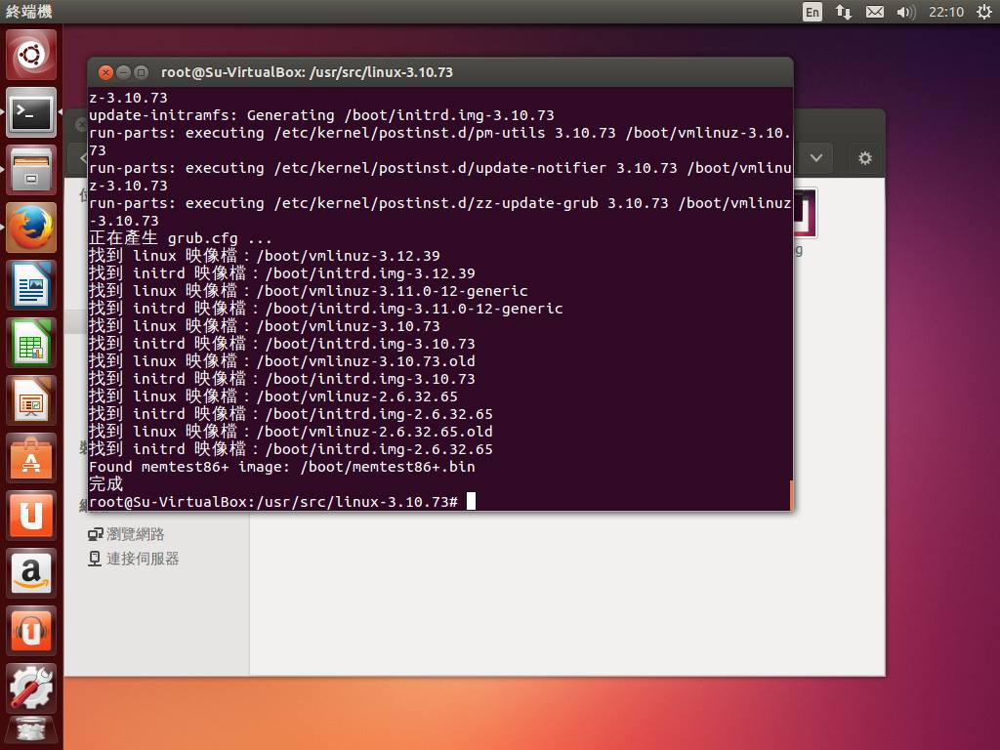 終端機
En
22:10
root@Su-VirtualBox: /usr/src/linux-3.10.73
z-3.10.73
update-initramfs: Generating /boot/initrd.img-3.10.73
run-parts: executing /etc/kernel/postinst.d/pm-utils 3.10.73 /boot/vmlinuz-3.10.
73
run-parts: executing /etc/kernel/postinst.d/update-notifier 3.10.73 /boot/vmlinu
z-3.10.73
run-parts: executing /etc/kernel/postinst.d/zz-update-grub 3.10.73 /boot/vmlinuz
-3.10.73
正在產生 grub.cfg ...
找到 linux 映像檔：/boot/vmlinuz-3.12.39
找到 initrd 映像檔：/boot/initrd.img-3.12.39
找到 linux 映像檔：/boot/vmlinuz-3.11.0-12-generic
找到 initrd 映像檔：/boot/initrd.img-3.11.0-12-generic
找到 linux 映像檔：/boot/vmlinuz-3.10.73
找到 initrd 映像檔：/boot/initrd.img-3.10.73
找到 linux 映像檔：/boot/vmlinuz-3.10.73.old
找到 initrd 映像檔：/boot/initrd.img-3.10.73
找到 linux 映像檔：/boot/vmlinuz-2.6.32.65
找到 initrd 映像檔：/boot/initrd.img-2.6.32.65
找到 linux 映像檔：/boot/vmlinuz-2.6.32.65.old
找到 initrd 映像檔：/boot/initrd.img-2.6.32.65
Found memtest86+ image: /boot/memtest86+.bin
完成
root@Su-VirtualBox:/usr/src/linux-3.10.73#
瀏覽網路
連接伺服器